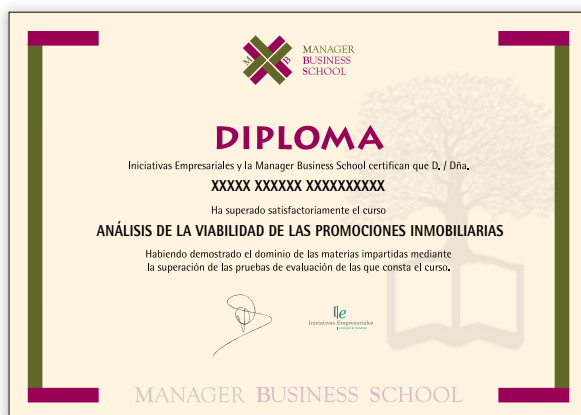 M B
MANAGER
BUSINESS
SCHOOL
DIPLOMA
Iniciativas Empresariales y la Manager Business School certifican que D. / Dña.
XXXXX XXXXXX XXXXXXXXXX
Ha superado satisfactoriamente el curso
ANÁLISIS DE LA VIABILIDAD DE LAS PROMOCIONES INMOBILIARIAS
Habiendo demostrado el dominio de las materias impartidas mediante
la superación de las pruebas de evaluación de las que consta el curso.
Iniciativas Empresariales
MANAGER BUSINESS SCHOOL